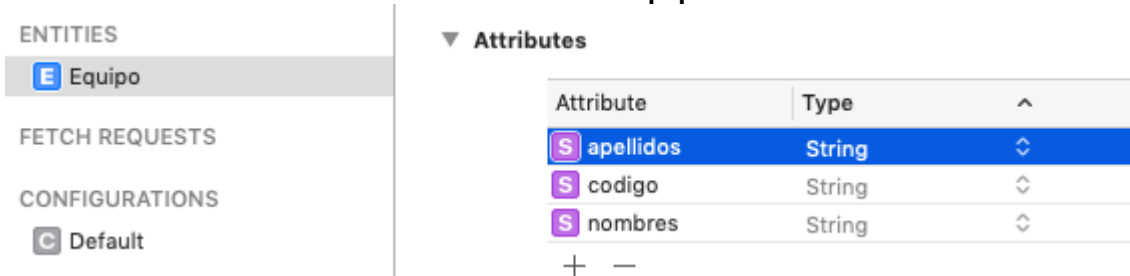 ENTITIES
E Equipo
FETCH REQUESTS
CONFIGURATIONS
C Default
Attributes
Attribute Type
S apellidos String
S codigo String
S nombres String